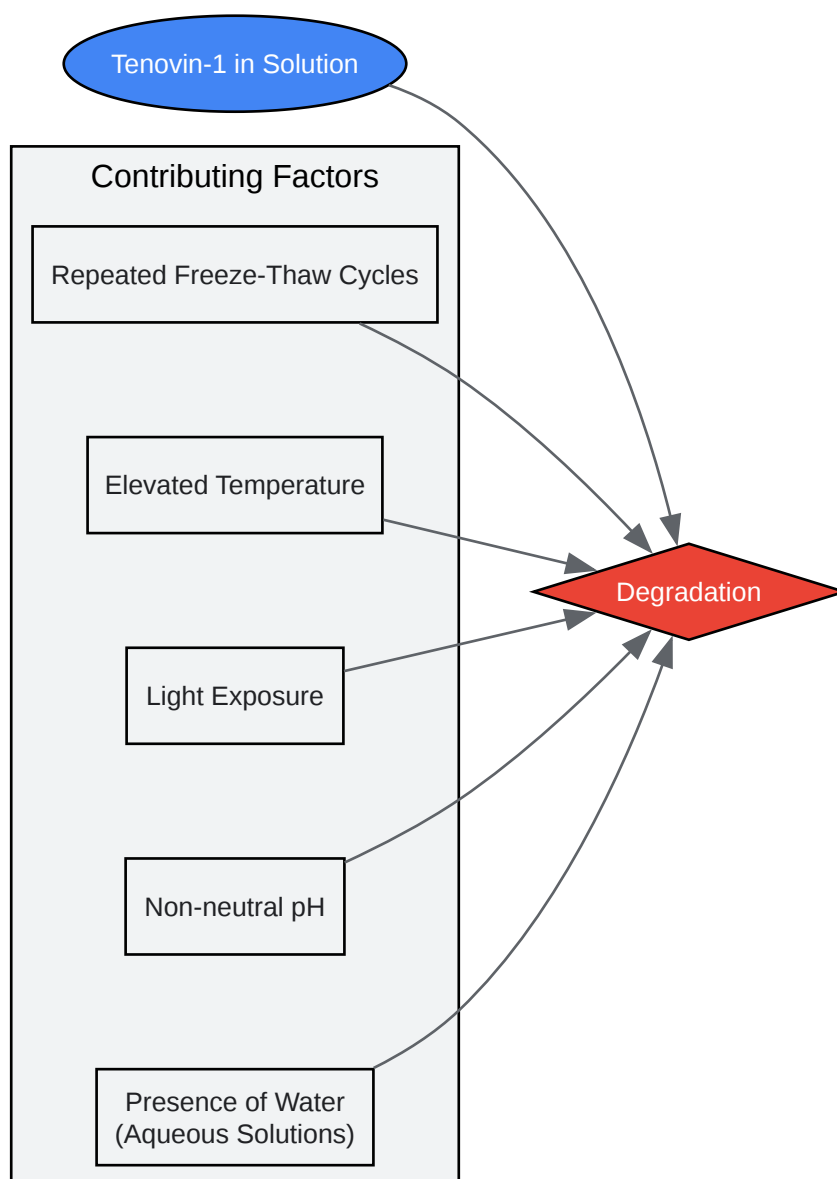 Tenovin-1 in Solution
Contributing Factors
Repeated Freeze-Thaw Cycles
Elevated Temperature
Degradation
Light Exposure
Non-neutral pH
Presence of Water
(Aqueous Solutions)